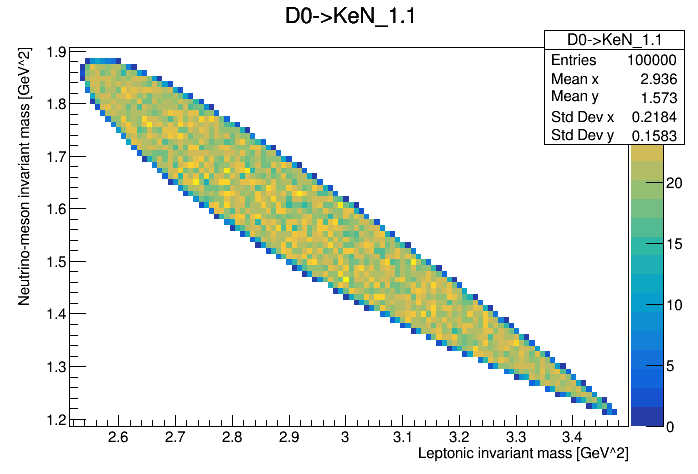 D0->KeN_1.1
D0->KeN_1.1
Entries 100000
Mean x 2.936
Mean y 1.573
Std Dev x 0.2184
Std Dev y 0.1583
Neutrino-meson invariant mass [GeV^2]
1.9
1.8
1.7
1.6
1.5
1.4
1.3
1.2
20
15
10
5
0
2.6 2.7 2.8 2.9 3 3.1 3.2 3.3 3.4
Leptonic invariant mass [GeV^2]